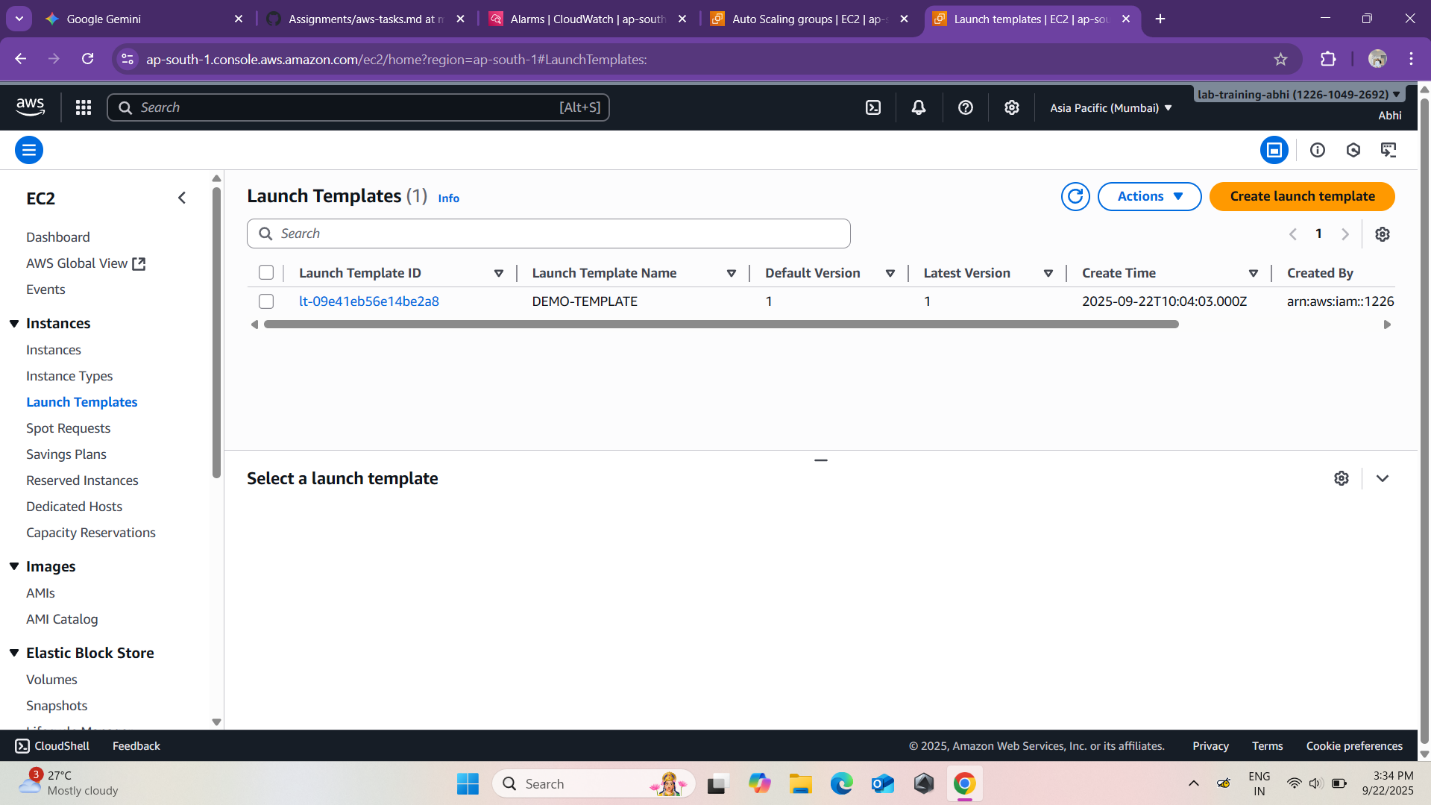 Google Gemini
Assignments/aws-tasks.md at m
Alarms | CloudWatch | ap-south
Auto Scaling groups | EC2 | ap-s
Launch templates | EC2 | ap-sou
ap-south-1.console.aws.amazon.com/ec2/home?region=ap-south-1#LaunchTemplates:
aws
Search
[Alt+S]
Asia Pacific (Mumbai)
lab-training-abhi (1226-1049-2692)
Abhi
EC2
Dashboard
AWS Global View
Events
Instances
Instances
Instance Types
Launch Templates
Spot Requests
Savings Plans
Reserved Instances
Dedicated Hosts
Capacity Reservations
Images
AMIs
AMI Catalog
Elastic Block Store
Volumes
Snapshots
Launch Templates (1) Info
Actions
Create launch template
Search
1
Launch Template ID Launch Template Name Default Version Latest Version Create Time Created By
lt-09e41eb56e14be2a8 DEMO-TEMPLATE 1 1 2025-09-22T10:04:03.000Z arn:aws:iam::1226
Select a launch template
CloudShell Feedback © 2025, Amazon Web Services, Inc. or its affiliates. Privacy Terms Cookie preferences
3
27°C
Mostly cloudy
Search
ENG
IN
3:34 PM
9/22/2025